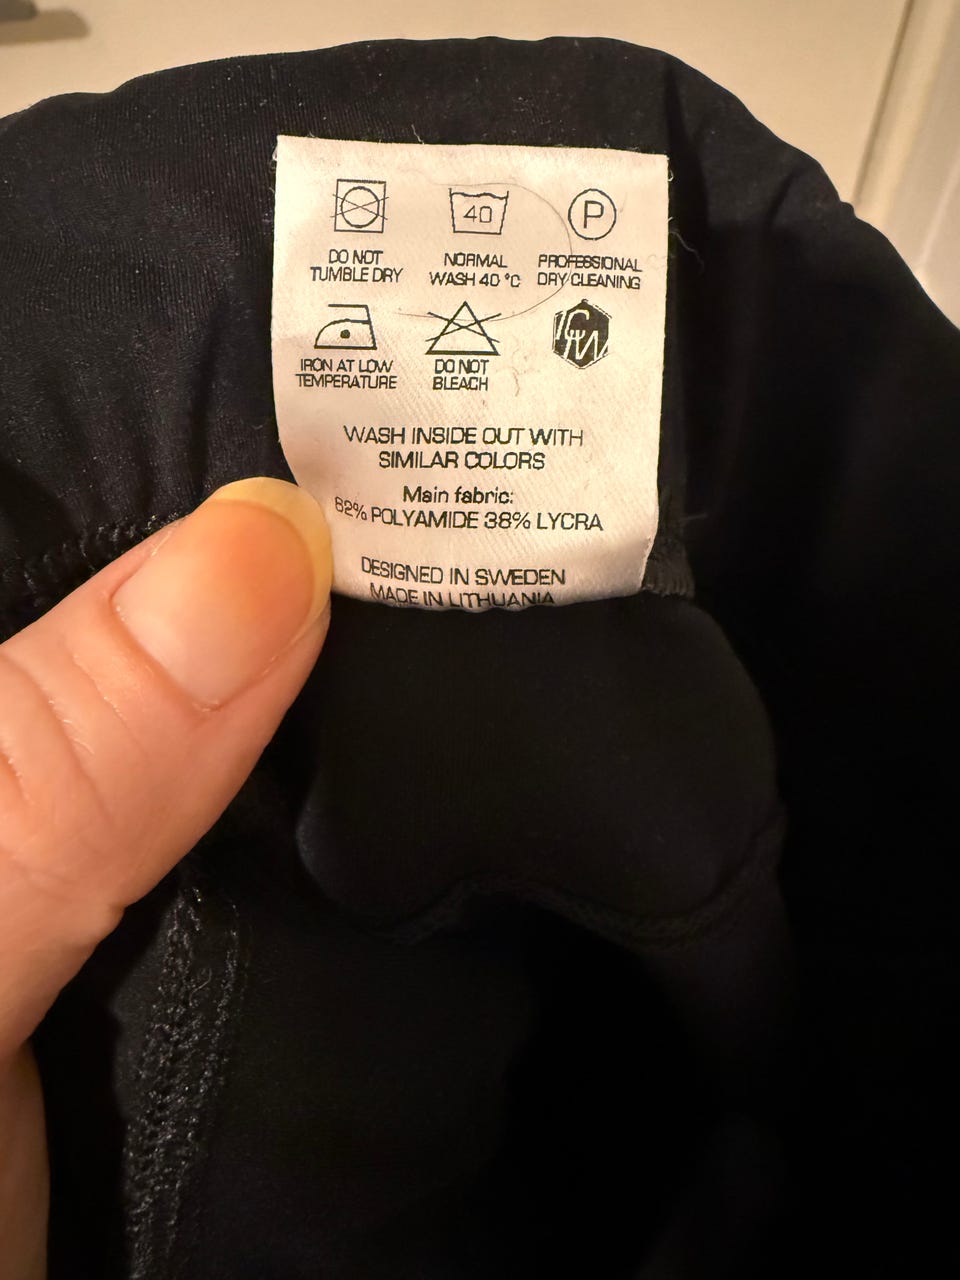 40 P
DO NOT TUMBLE DRY
NORMAL WASH 40 °C
PROFESSIONAL DRY CLEANING
ICIW
IRON AT LOW TEMPERATURE
DO NOT BLEACH
WASH INSIDE OUT WITH
SIMILAR COLORS
Main fabric:
62% POLYAMIDE 38% LYCRA
DESIGNED IN SWEDEN
MADE IN LITHUANIA